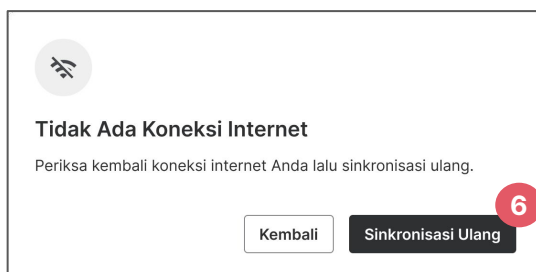 Tidak Ada Koneksi Internet
Periksa kembali koneksi internet Anda lalu sinkronisasi ulang.
6
Kembali
Sinkronisasi Ulang